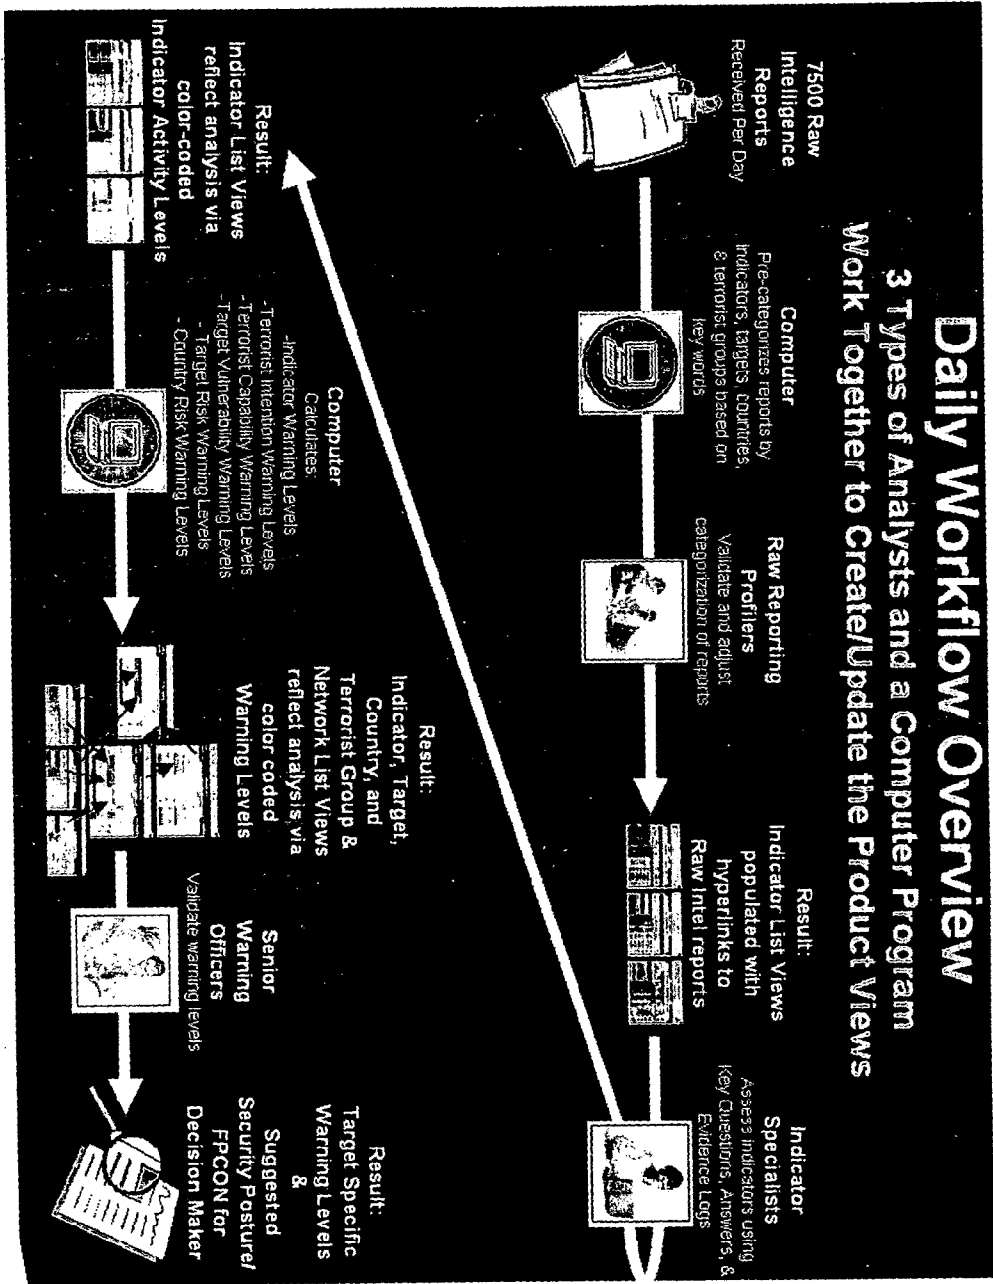 Daily Workflow Overview
3 Types of Analysts and a Computer Program
Work Together to Create/Update the Product Views
7500 Raw
Intelligence
Reports
Received Per Day
Computer
Pre-categorizes reports by
indicators, targets, countries,
& terrorist groups based on
key words
Raw Reporting
Profilers
Validate and adjust
categorization of reports
Result:
Indicator List Views
populated with
hyperlinks to
Raw Intel reports
Indicator
Specialists
Assess indicators using
Key Questions, Answers, &
Evidence Logs
Result:
Indicator List Views
reflect analysis via
color-coded
Indicator Activity Levels
Computer
Calculates:
-Indicator Warning Levels
-Terrorist Intention Warning Levels
-Terrorist Capability Warning Levels
-Target Vulnerability Warning Levels
- Target Risk Warning Levels
- Country Risk Warning Levels
Result:
Indicator, Target,
Country, and
Terrorist Group &
Network List Views
reflect analysis via
color coded
Warning Levels
Senior
Warning
Officers
Validate warning levels
Result:
Target Specific
Warning Levels
&
Suggested
Security Posture/
FPCON for
Decision Maker